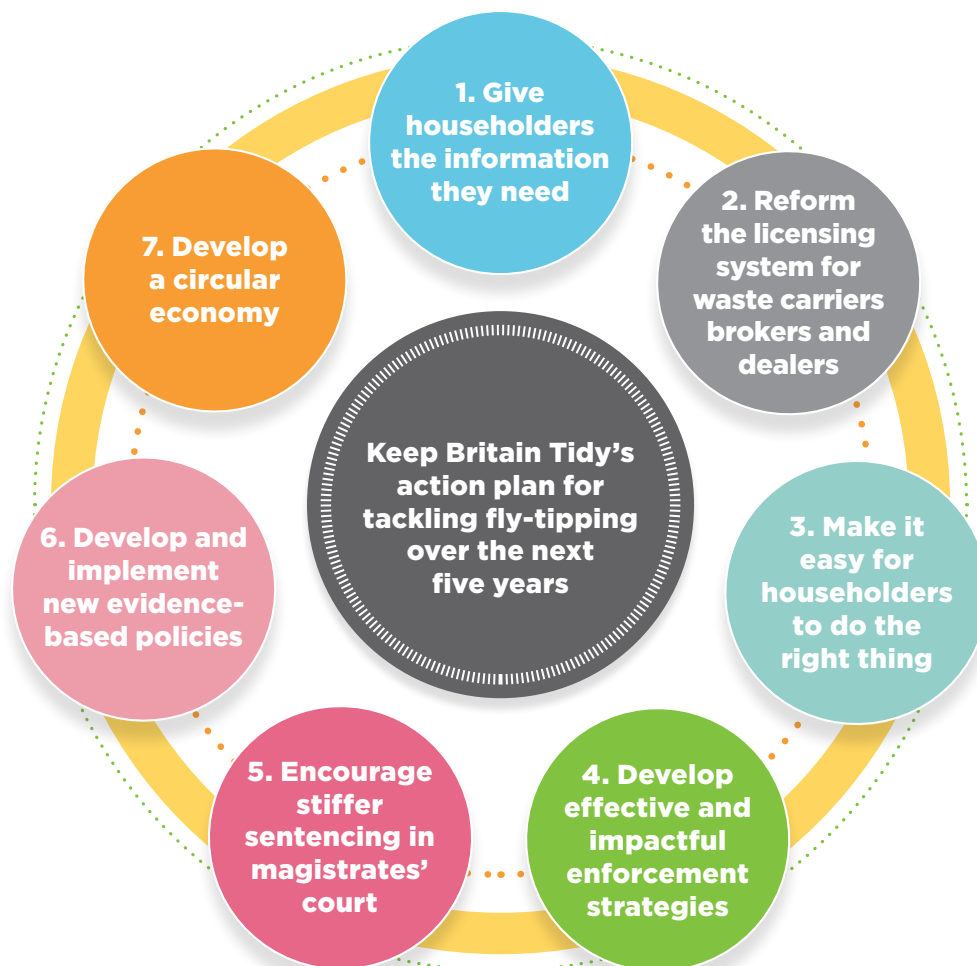 1. Give
householders
the information
they need
2. Reform
the licensing
system for
waste carriers
brokers and
dealers
3. Make it
easy for
householders
to do the
right thing
4. Develop
effective and
impactful
enforcement
strategies
5. Encourage
stiffer
sentencing in
magistrates’
court
6. Develop and
implement
new evidence-
based policies
7. Develop
a circular
economy
Keep Britain Tidy’s
action plan for
tackling fly-tipping
over the next
five years